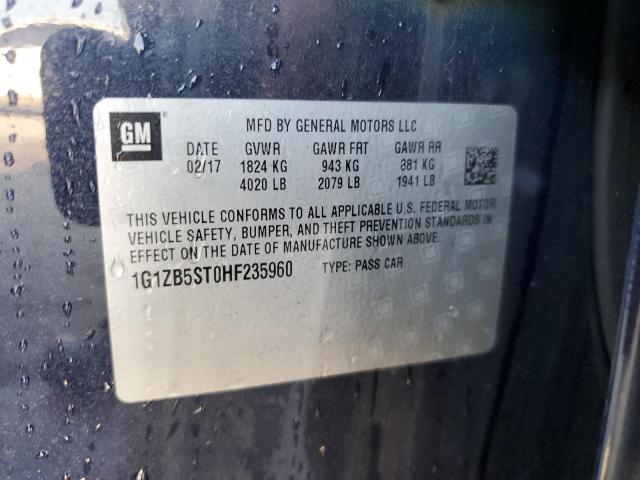 GM ® MFD BY GENERAL MOTORS LLC
DATE GVWR GAWR FRT GAWR RR
02/17 1824 KG 943 KG 881 KG
4020 LB 2079 LB 1941 LB
THIS VEHICLE CONFORMS TO ALL APPLICABLE U.S. FEDERAL MOTOR
VEHICLE SAFETY, BUMPER, AND THEFT PREVENTION STANDARDS IN
EFFECT ON THE DATE OF MANUFACTURE SHOWN ABOVE.
1G1ZB5ST0HF235960 TYPE: PASS CAR